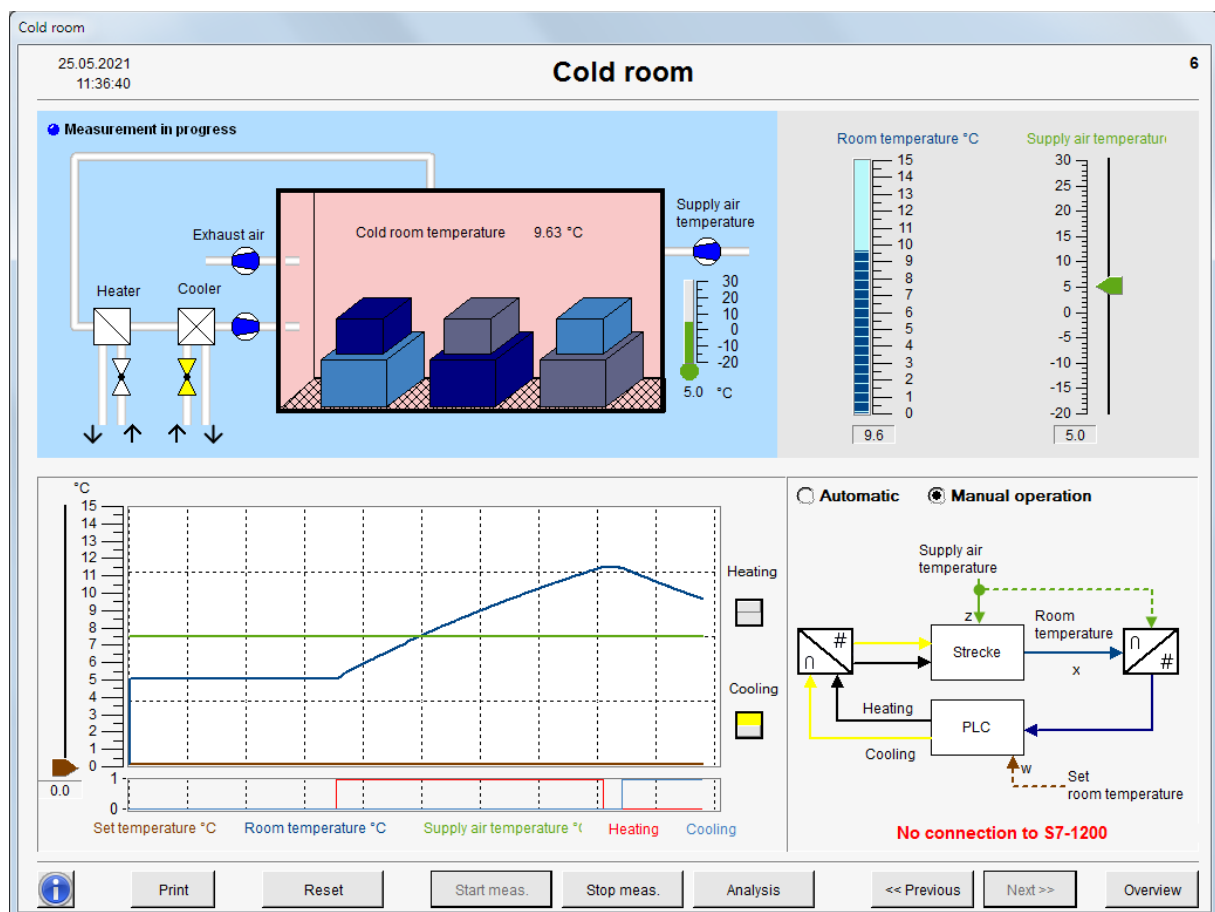 Cold room
25.05.2021
11:36:40
Cold room
6
Measurement in progress
Exhaust air
Heater
Cooler
Cold room temperature 9.63 °C
Supply air
temperature
30
20
10
0
-10
-20
5.0 °C
Room temperature °C
15
14
13
12
11
10
9
8
7
6
5
4
3
2
1
0
9.6
Supply air temperatur
30
25
20
15
10
5
0
-5
-10
-15
-20
5.0
°C
15
14
13
12
11
10
9
8
7
6
5
4
3
2
1
0
0.0
1
0
Heating
Cooling
Set temperature °C
Room temperature °C
Supply air temperature °(
Heating
Cooling
Automatic
Manual operation
Supply air
temperature
z
Room
temperature
#
∩
Strecke
∩
#
x
Heating
PLC
Cooling
w
Set
room temperature
No connection to S7-1200
i
Print
Reset
Start meas.
Stop meas.
Analysis
<< Previous
Next >>
Overview